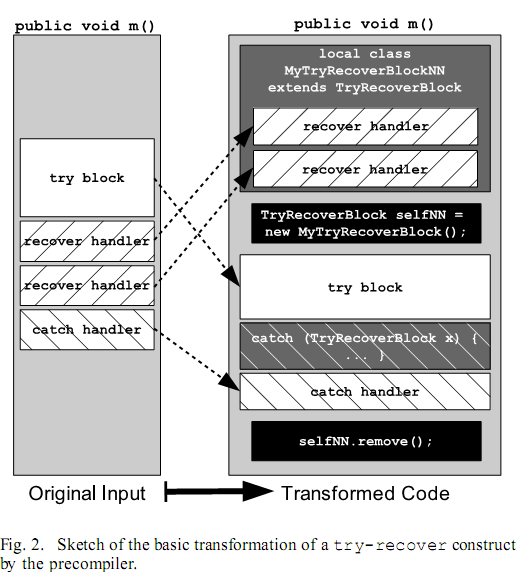 public void m()
try block
recover handler
recover handler
catch handler
public void m()
local class
MyTryRecoverBlockNN
extends TryRecoverBlock
recover handler
recover handler
TryRecoverBlock selfNN =
new MyTryRecoverBlock();
try block
catch (TryRecoverBlock x) {
... }
catch handler
selfNN.remove();
Original Input
Transformed Code
Fig. 2. Sketch of the basic transformation of a try-recover construct
by the precompiler.